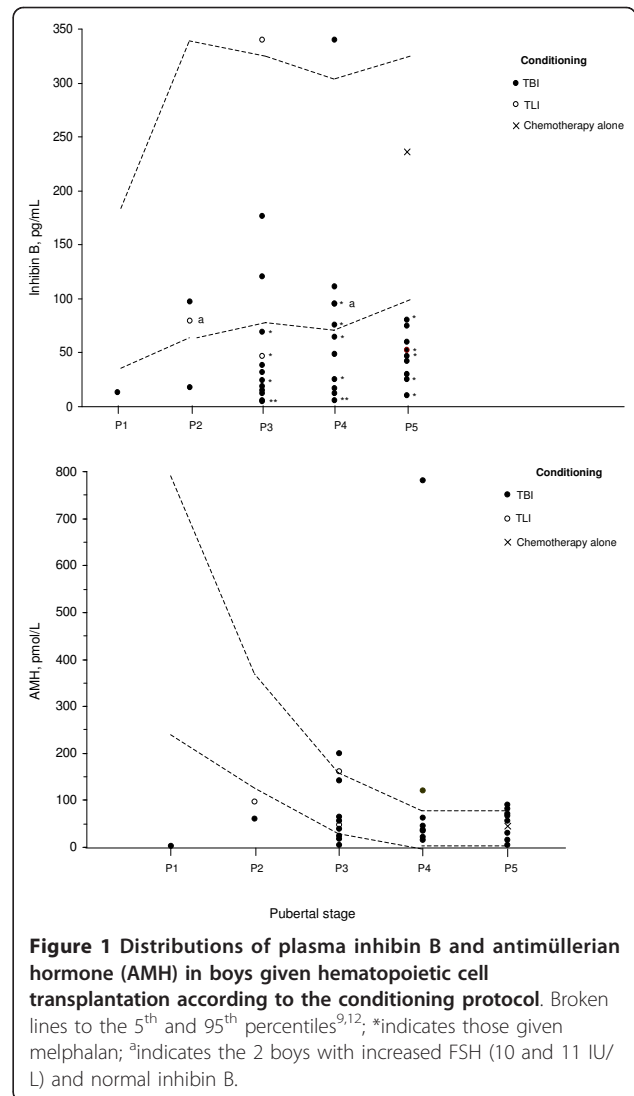 350
300
250
200
150
100
50
0
Inhibin B, pg/mL
Conditioning
TBI
TLI
Chemotherapy alone
a
* a
*
*
*
**
*
*
*
**
*
*
*
*
*
P1 P2 P3 P4 P5
800
700
600
500
400
300
200
100
0
AMH, pmol/L
Conditioning
TBI
TLI
Chemotherapy alone
P1 P2 P3 P4 P5
Pubertal stage
Figure 1 Distributions of plasma inhibin B and antimüllerian
hormone (AMH) in boys given hematopoietic cell
transplantation according to the conditioning protocol. Broken
lines to the 5th and 95th percentiles9,12; *indicates those given
melphalan; aindicates the 2 boys with increased FSH (10 and 11 IU/
L) and normal inhibin B.